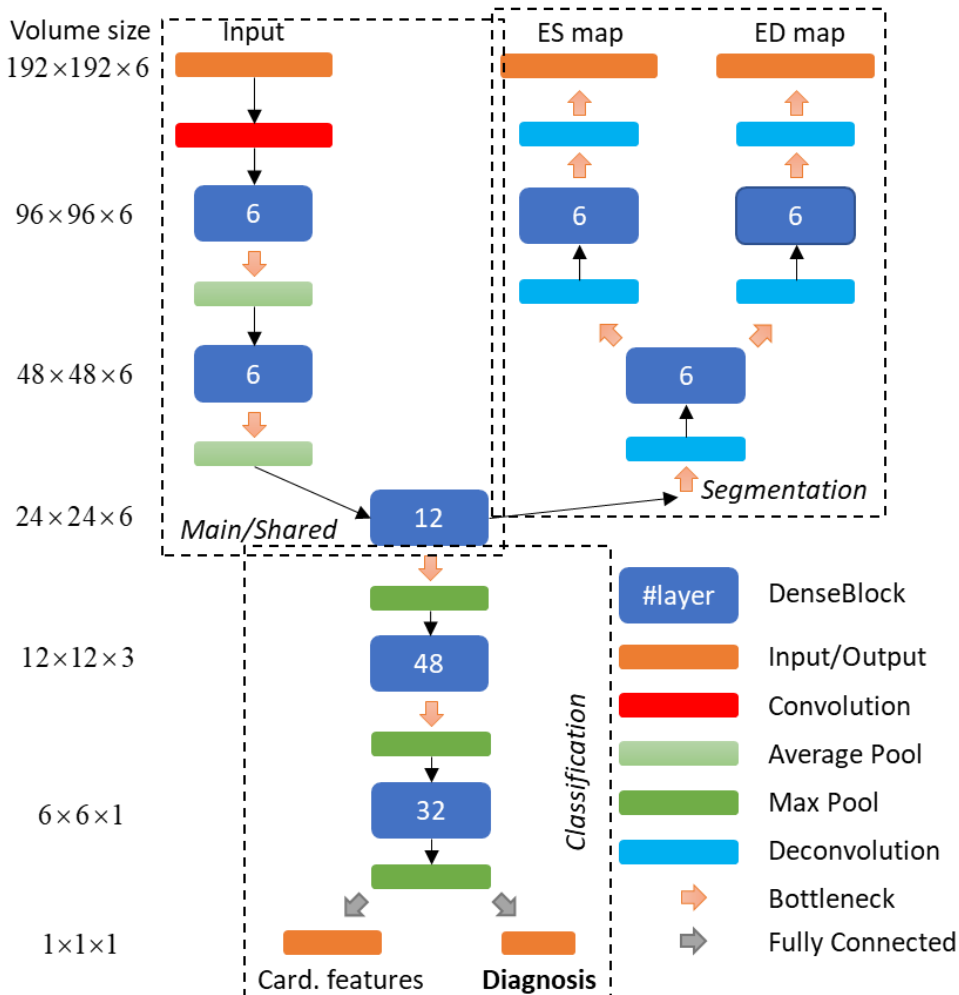 Volume size
192×192×6
96×96×6
48×48×6
24×24×6
12×12×3
6×6×1
1×1×1
Input
6
6
Main/Shared
12
ES map
ED map
6
6
6
Segmentation
48
32
Classification
Card. features
Diagnosis
#layer
DenseBlock
Input/Output
Convolution
Average Pool
Max Pool
Deconvolution
Bottleneck
Fully Connected